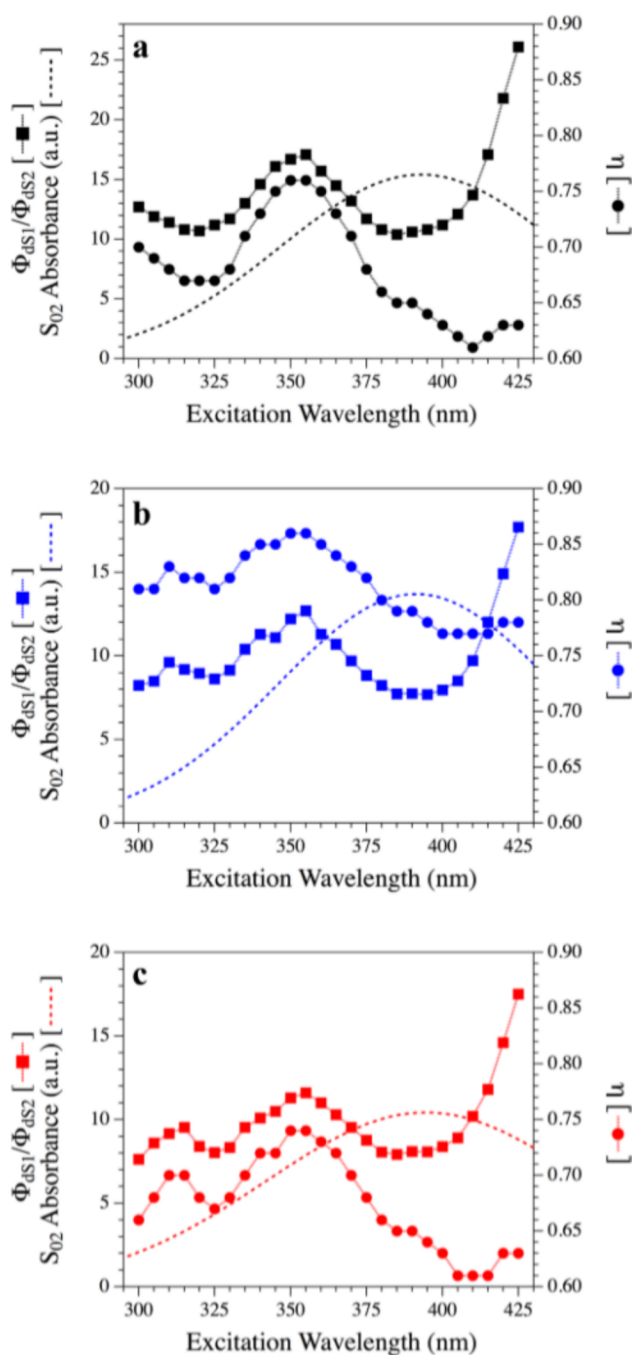 a
Φ_dS1/Φ_dS2 [ ]
S_02 Absorbance (a.u.) [ ]
25
20
15
10
5
0
0.90
0.85
0.80
0.75
0.70
0.65
0.60
[ ] η
300 325 350 375 400 425
Excitation Wavelength (nm)
b
Φ_dS1/Φ_dS2 [ ]
S_02 Absorbance (a.u.) [ ]
20
15
10
5
0
0.90
0.85
0.80
0.75
0.70
0.65
0.60
[ ] η
300 325 350 375 400 425
Excitation Wavelength (nm)
c
Φ_dS1/Φ_dS2 [ ]
S_02 Absorbance (a.u.) [ ]
20
15
10
5
0
0.90
0.85
0.80
0.75
0.70
0.65
0.60
[ ] η
300 325 350 375 400 425
Excitation Wavelength (nm)